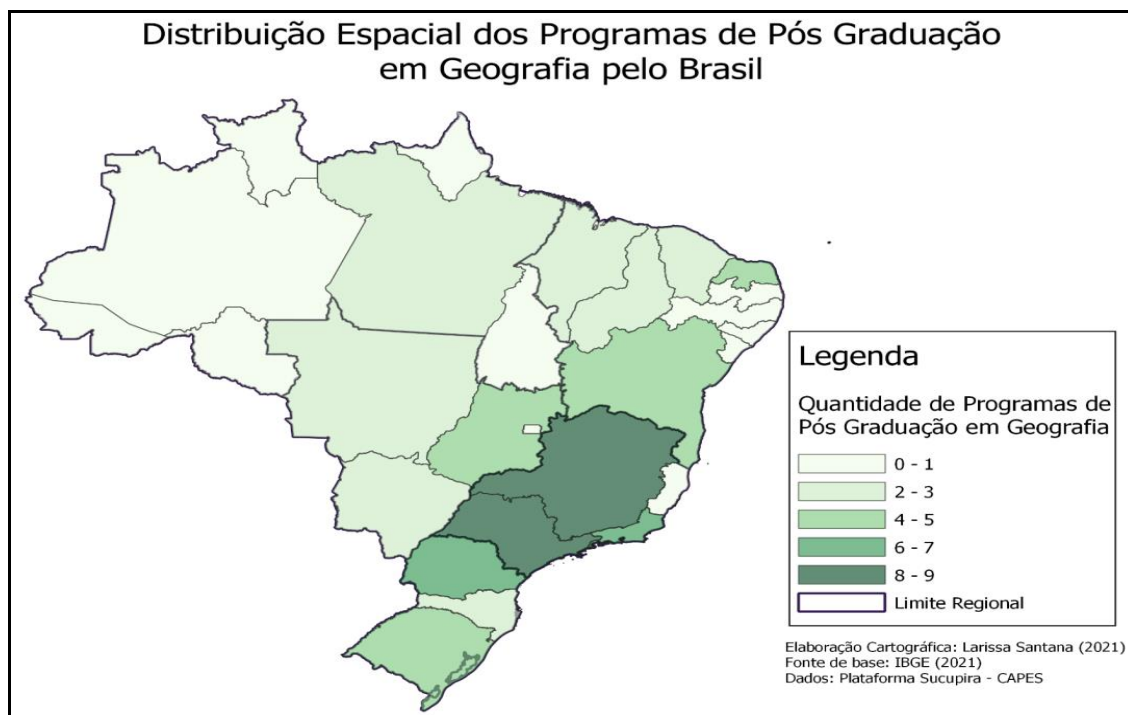 Distribuição Espacial dos Programas de Pós Graduação
em Geografia pelo Brasil
Legenda
Quantidade de Programas de
Pós Graduação em Geografia
0 - 1
2 - 3
4 - 5
6 - 7
8 - 9
Limite Regional
Elaboração Cartográfica: Larissa Santana (2021)
Fonte de base: IBGE (2021)
Dados: Plataforma Sucupira - CAPES